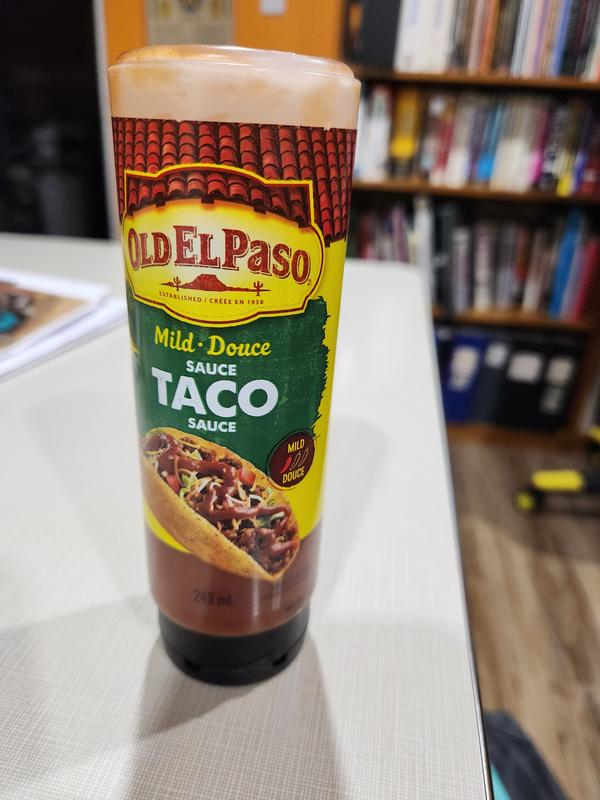 OLD EL PASO
ESTABLISHED / CRÉÉE EN 1938
Mild · Douce
SAUCE
TACO
SAUCE
MILD
DOUCE
243 mL